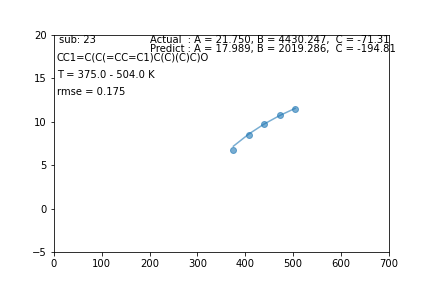 sub: 23
Actual : A = 21.750, B = 4430.247, C = -71.31
Predict : A = 17.989, B = 2019.286, C = -194.81
CC1=C(C(=CC=C1)C(C)(C)C)O
T = 375.0 - 504.0 K
rmse = 0.175
20
15
10
5
0
−5
0 100 200 300 400 500 600 700